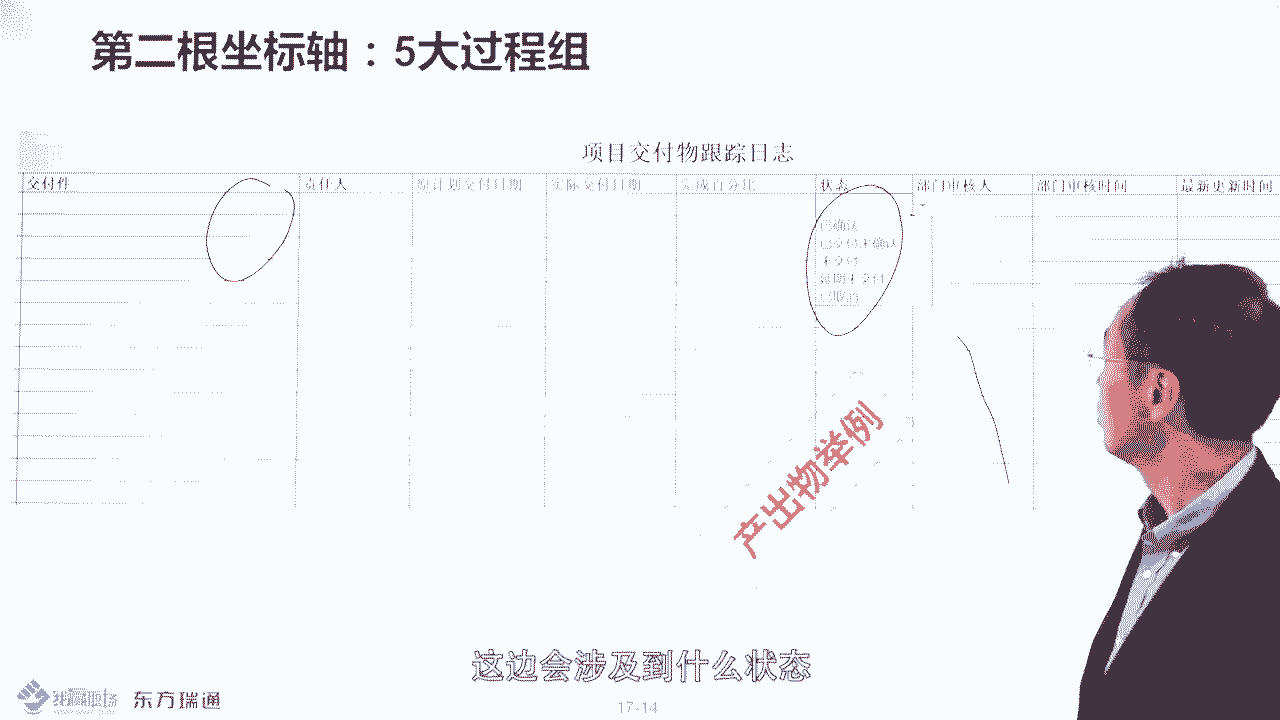 第二根坐标轴：5大过程组
项目交付物跟踪日志
交付件
责任人
原计划交付日期
实际交付日期
完成百分比
状态
部门审核人
部门审核时间
最新更新时间
已确认
已交付未确认
未交付
延期未交付
已取消
产出物举例
这边会涉及到什么状态
东方瑞通
17-14